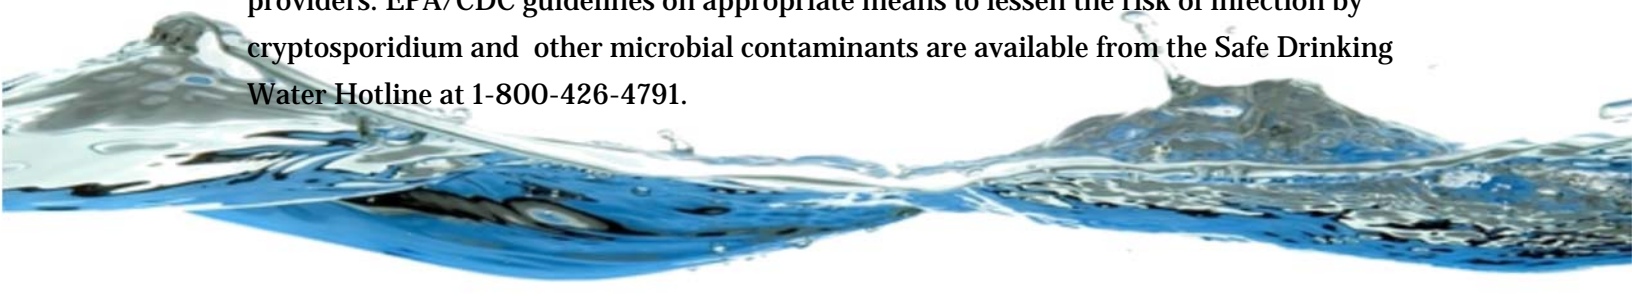 providers. EPA/CDC guidelines on appropriate means to lessen the risk of infection by
cryptosporidium and other microbial contaminants are available from the Safe Drinking
Water Hotline at 1-800-426-4791.